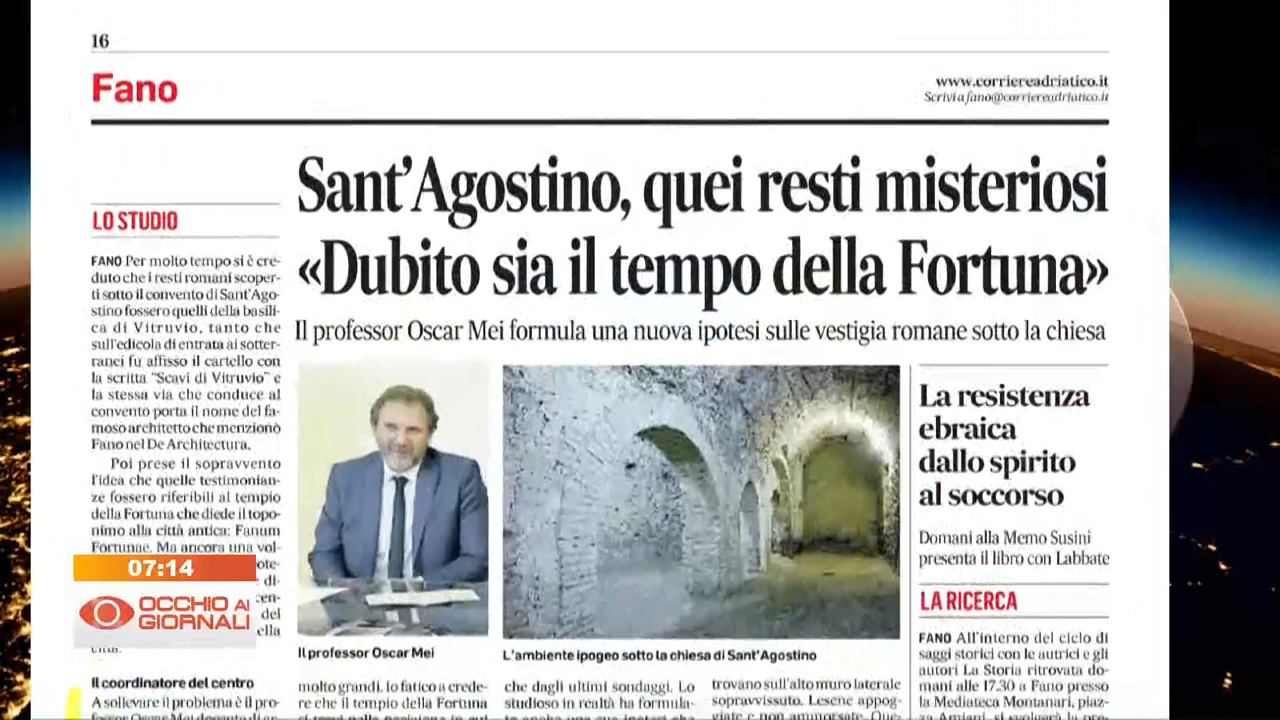 16
Fano
www.corriereadriatico.it
Scrivi a fano@corriereadriatico.it
Sant'Agostino, quei resti misteriosi
«Dubito sia il tempo della Fortuna»
Il professor Oscar Mei formula una nuova ipotesi sulle vestigia romane sotto la chiesa
LO STUDIO
FANO Per molto tempo si è cre-
duto che i resti romani scoper-
ti sotto il convento di Sant'Ago-
stino fossero quelli della basili-
ca di Vitruvio, tanto che
sull'edicola di entrata ai sotter-
ranei fu affisso il cartello con
la scritta "Scavi di Vitruvio" e
la stessa via che conduce al
convento porta il nome del fa-
moso architetto che menzionò
Fano nel De Architectura.
Poi prese il sopravvento
l'idea che quelle testimonian-
ze fossero riferibili al tempio
della Fortuna che diede il topo-
nimo alla città antica: Fanum
Fortunae. Ma ancora una vol-
07:14
OCCHIO AI
GIORNALI
del
Il coordinatore del centro
A sollevare il problema è il pro-
Il professor Oscar Mei
molto grandi, io fatico a crede-
re che il tempio della Fortuna
L'ambiente ipogeo sotto la chiesa di Sant'Agostino
che dagli ultimi sondaggi. Lo
studioso in realtà ha formula-
trovano sull'alto muro laterale
sopravvissuto. Lesene appog-
La resistenza
ebraica
dallo spirito
al soccorso
Domani alla Memo Susini
presenta il libro con Labbate
LA RICERCA
FANO All'interno del ciclo di
saggi storici con le autrici e gli
autori La Storia ritrovata do-
mani alle 17.30 a Fano presso
la Mediateca Montanari, piaz-